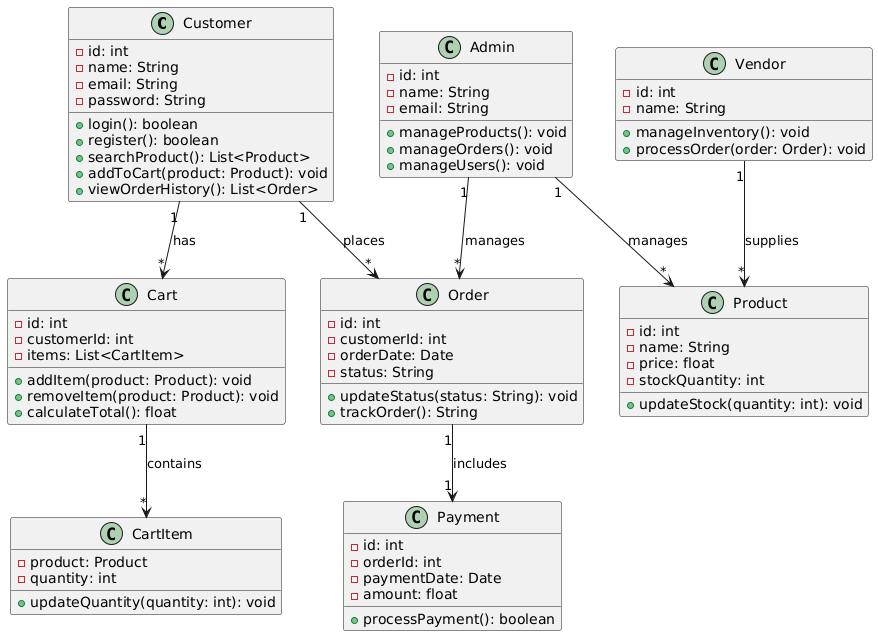 C Customer
id: int
name: String
email: String
password: String
login(): boolean
register(): boolean
searchProduct(): List<Product>
addToCart(product: Product): void
viewOrderHistory(): List<Order>
C Admin
id: int
name: String
email: String
manageProducts(): void
manageOrders(): void
manageUsers(): void
C Vendor
id: int
name: String
manageInventory(): void
processOrder(order: Order): void
1
has
*
1
places
*
1
manages
*
1
manages
*
1
supplies
*
C Cart
id: int
customerId: int
items: List<CartItem>
addItem(product: Product): void
removeItem(product: Product): void
calculateTotal(): float
C Order
id: int
customerId: int
orderDate: Date
status: String
updateStatus(status: String): void
trackOrder(): String
C Product
id: int
name: String
price: float
stockQuantity: int
updateStock(quantity: int): void
1
contains
*
1
includes
1
C CartItem
product: Product
quantity: int
updateQuantity(quantity: int): void
C Payment
id: int
orderId: int
paymentDate: Date
amount: float
processPayment(): boolean